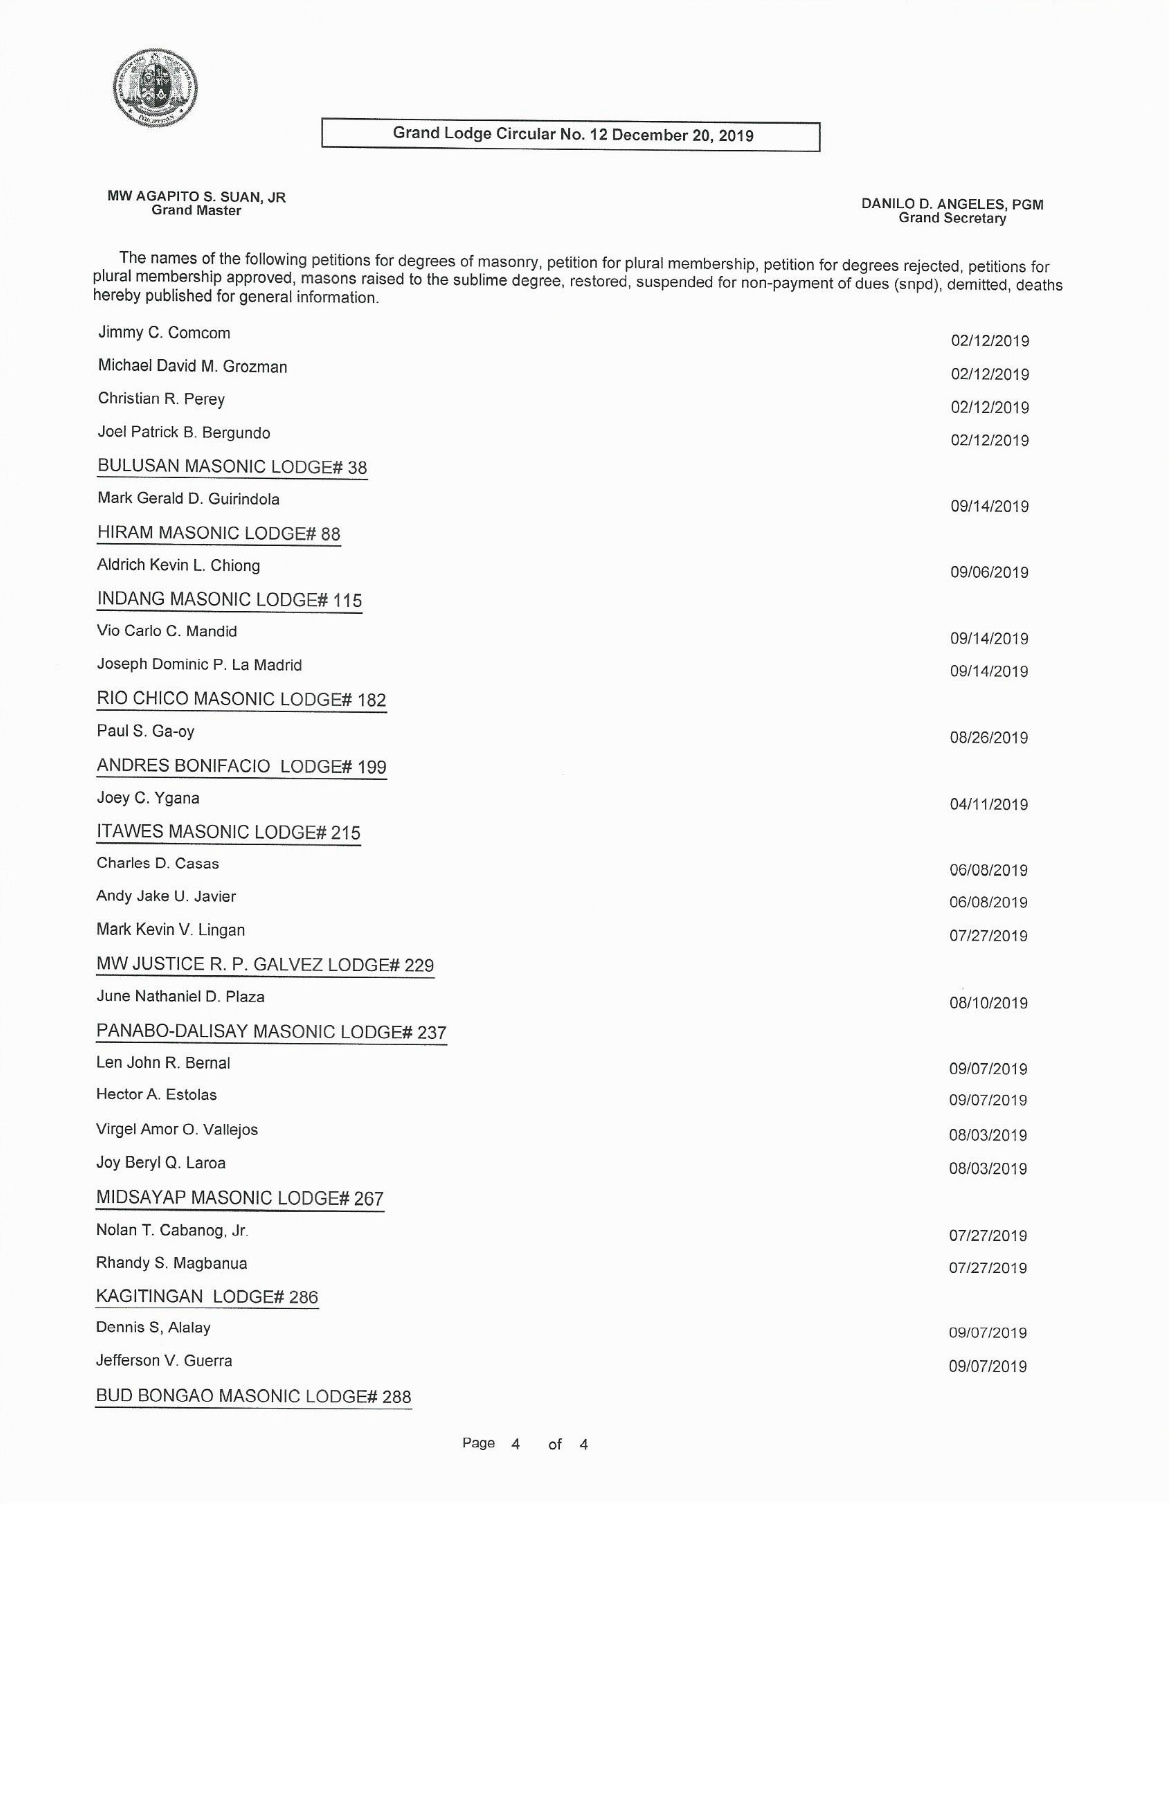 Grand Lodge Circular No. 12 December 20, 2019
MW AGAPITO S. SUAN, JR
Grand Master
DANILO D. ANGELES, PGM
Grand Secretary
The names of the following petitions for degrees of masonry, petition for plural membership, petition for degrees rejected, petitions for
plural membership approved, masons raised to the sublime degree, restored, suspended for non-payment of dues (snpd), demitted, deaths
hereby published for general information.
Jimmy C. Comcom 02/12/2019
Michael David M. Grozman 02/12/2019
Christian R. Perey 02/12/2019
Joel Patrick B. Bergundo 02/12/2019
BULUSAN MASONIC LODGE# 38
Mark Gerald D. Guirindola 09/14/2019
HIRAM MASONIC LODGE# 88
Aldrich Kevin L. Chiong 09/06/2019
INDANG MASONIC LODGE# 115
Vio Carlo C. Mandid 09/14/2019
Joseph Dominic P. La Madrid 09/14/2019
RIO CHICO MASONIC LODGE# 182
Paul S. Ga-oy 08/26/2019
ANDRES BONIFACIO LODGE# 199
Joey C. Ygana 04/11/2019
ITAWES MASONIC LODGE# 215
Charles D. Casas 06/08/2019
Andy Jake U. Javier 06/08/2019
Mark Kevin V. Lingan 07/27/2019
MW JUSTICE R. P. GALVEZ LODGE# 229
June Nathaniel D. Plaza 08/10/2019
PANABO-DALISAY MASONIC LODGE# 237
Len John R. Bernal 09/07/2019
Hector A. Estolas 09/07/2019
Virgel Amor O. Vallejos 08/03/2019
Joy Beryl Q. Laroa 08/03/2019
MIDSAYAP MASONIC LODGE# 267
Nolan T. Cabanog, Jr. 07/27/2019
Rhandy S. Magbanua 07/27/2019
KAGITINGAN LODGE# 286
Dennis S, Alalay 09/07/2019
Jefferson V. Guerra 09/07/2019
BUD BONGAO MASONIC LODGE# 288
Page 4 of 4